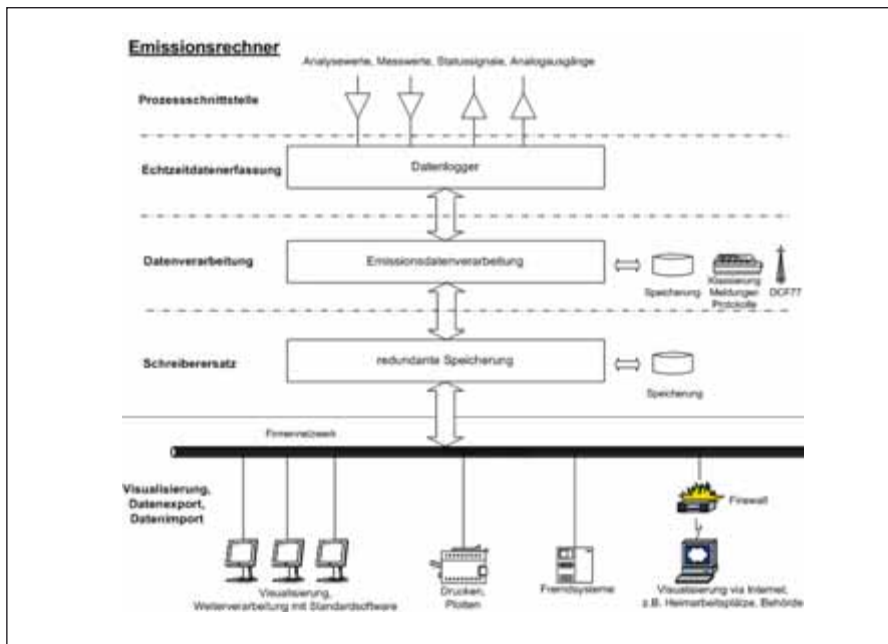 Emissionsrechner
Analysewerte, Messwerte, Statussignale, Analogausgänge
Prozessschnittstelle
Echtzeitdatenerfassung
Datenlogger
Datenverarbeitung
Emissionsdatenverarbeitung
Speicherung
Klassierung
Meldungen
Protokolle
DCF77
Schreiberersatz
redundante Speicherung
Speicherung
Firmennetzwerk
Visualisierung,
Datenexport,
Datenimport
Firewall
Visualisierung,
Weiterverarbeitung mit Standardsoftware
Drucken,
Plotten
Fremdsysteme
Visualisierung via Internet,
z.B. Heimarbeitsplätze, Behörde